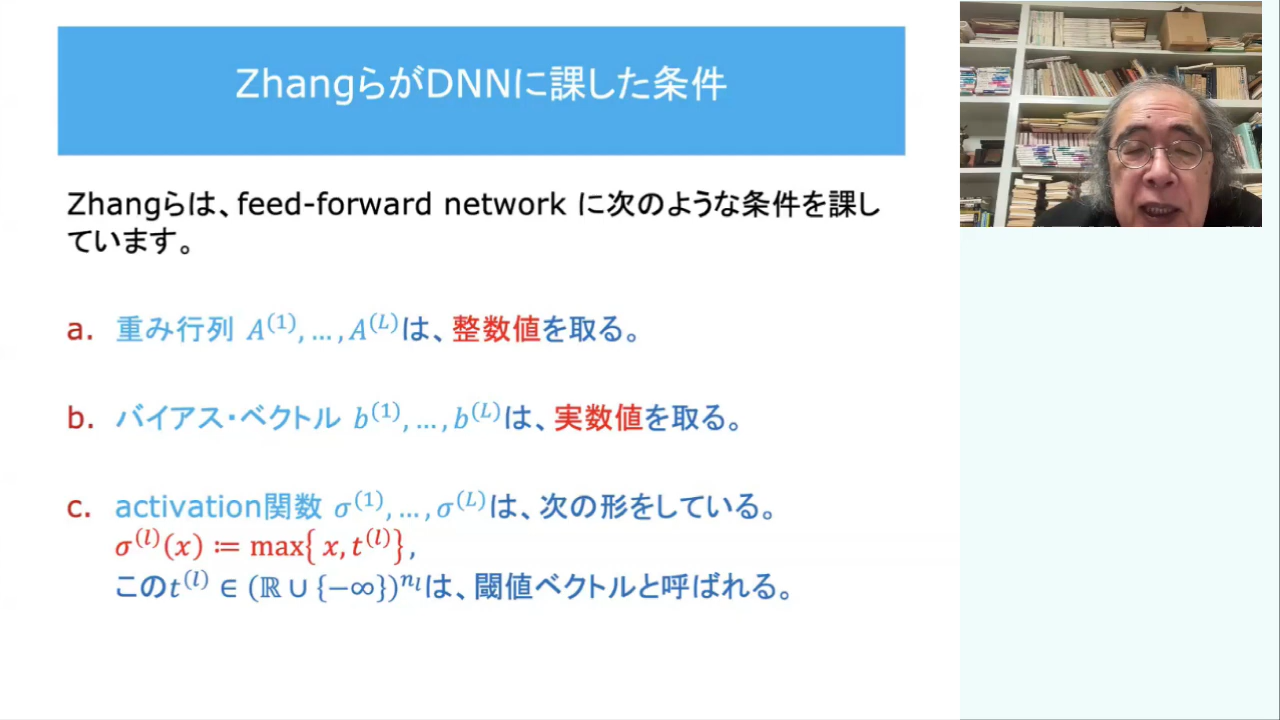 ZhangらがDNNに課した条件
Zhangらは、feed-forward network に次のような条件を課し
ています。
a. 重み行列 A⁽¹⁾, … , A⁽ᴸ⁾は、整数値を取る。
b. バイアス・ベクトル b⁽¹⁾, … , b⁽ᴸ⁾は、実数値を取る。
c. activation関数 σ⁽¹⁾, … , σ⁽ᴸ⁾は、次の形をしている。
σ⁽ˡ⁾(x) ≔ max{ x, t⁽ˡ⁾} ,
このt⁽ˡ⁾ ∈ (ℝ ∪ {−∞})ⁿˡは、閾値ベクトルと呼ばれる。